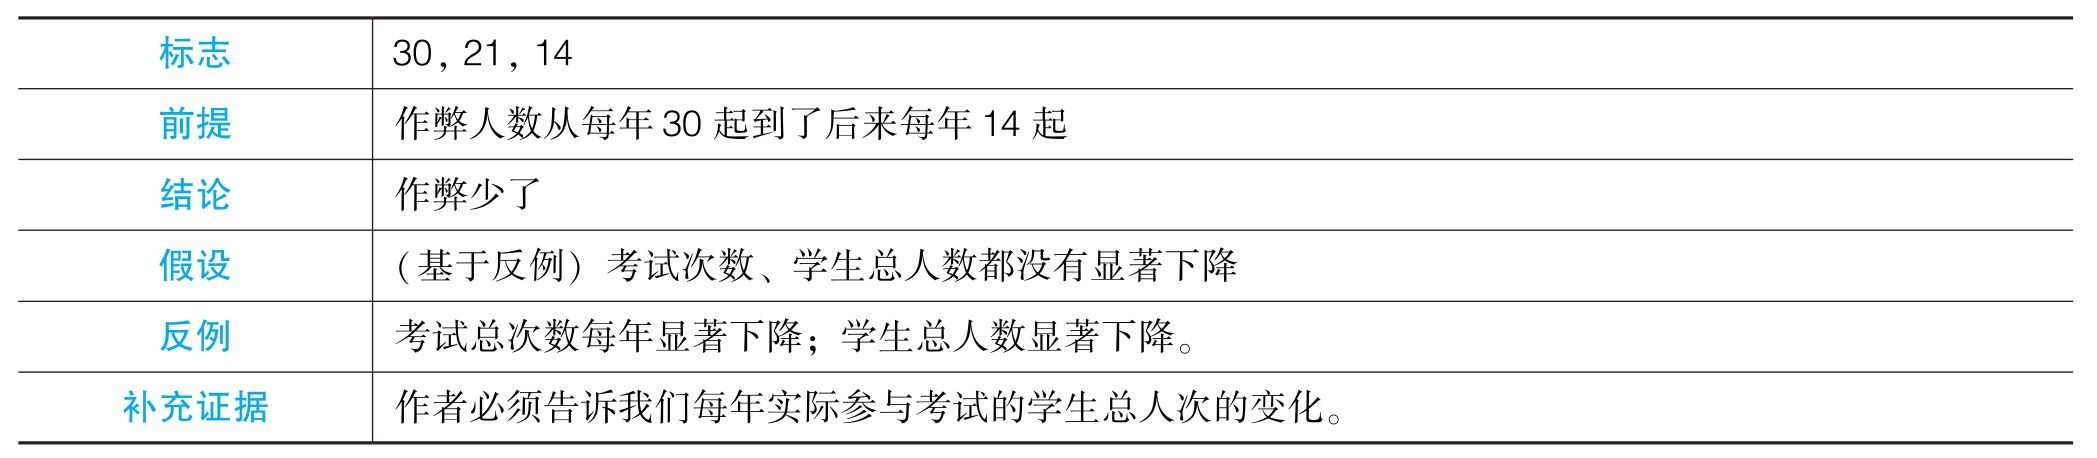 标志 30，21，14
前提 作弊人数从每年 30 起到了后来每年 14 起
结论 作弊少了
假设 （基于反例）考试次数、学生总人数都没有显著下降
反例 考试总次数每年显著下降；学生总人数显著下降。
补充证据 作者必须告诉我们每年实际参与考试的学生总人次的变化。